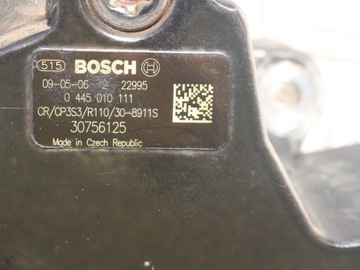 515 BOSCH
09-05-06 2 22995
0 445 010 111
CR/CP3S3/R110/30-8911S
30756125
Made in Czech Republic